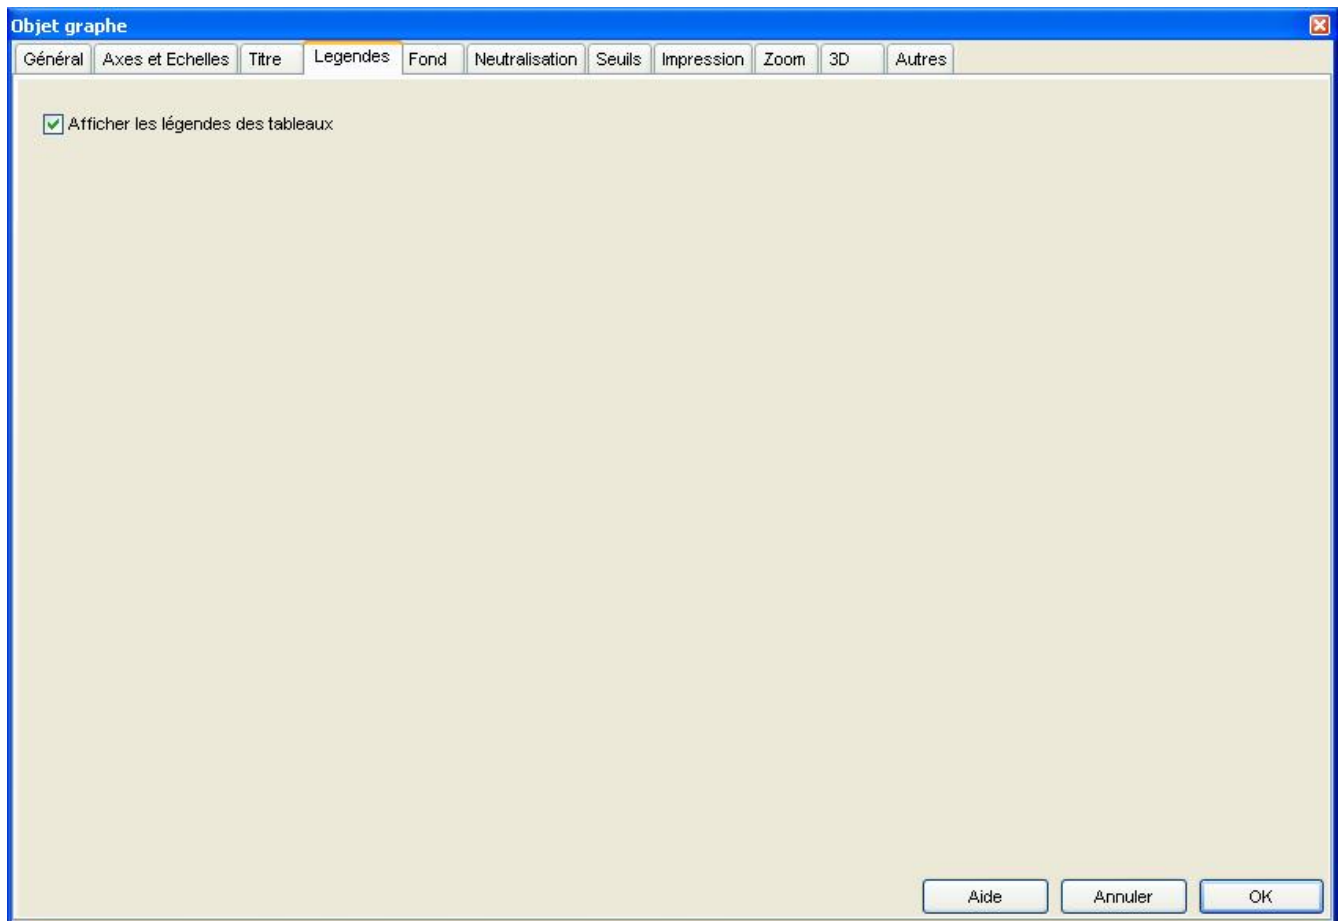 Objet graphe
Général Axes et Echelles Titre Legendes Fond Neutralisation Seuils Impression Zoom 3D Autres
Afficher les légendes des tableaux
Aide Annuler OK